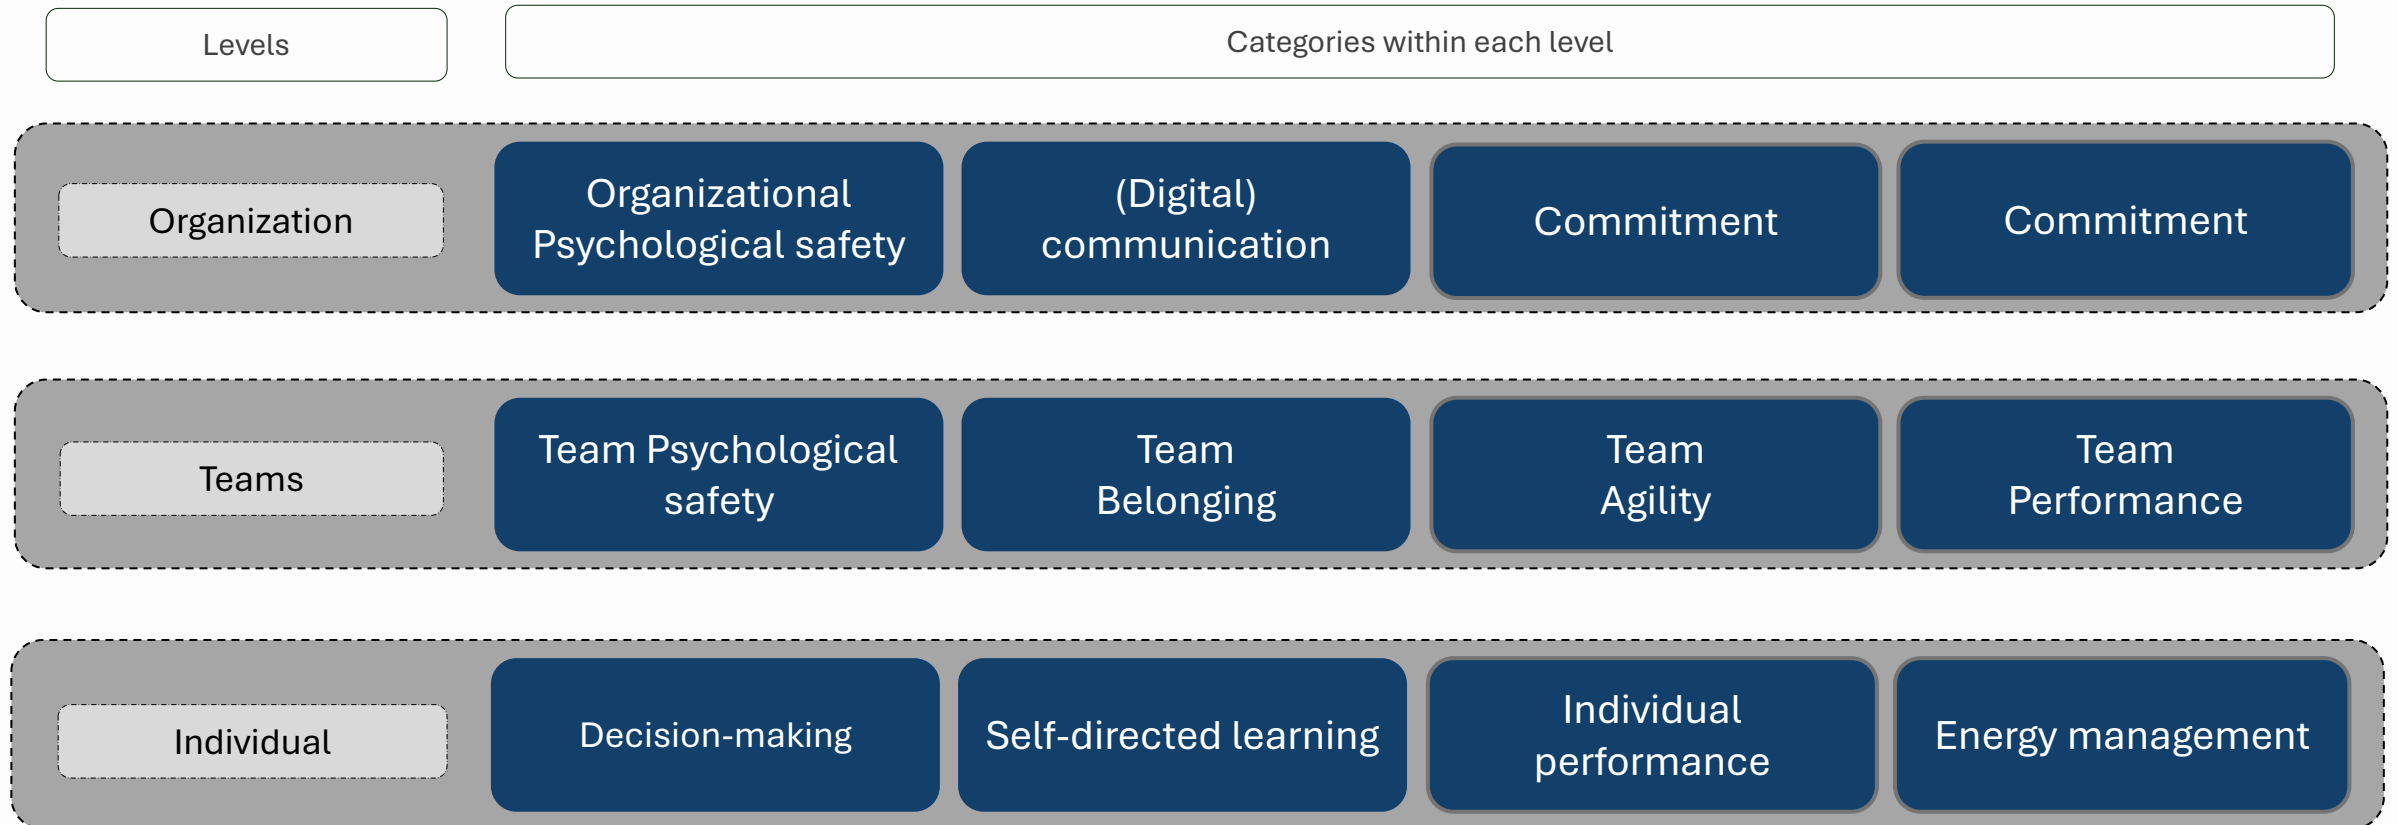 Levels
Categories within each level
Organization
Organizational
Psychological safety
(Digital)
communication
Commitment
Commitment
Teams
Team Psychological
safety
Team
Belonging
Team
Agility
Team
Performance
Individual
Decision-making
Self-directed learning
Individual
performance
Energy management